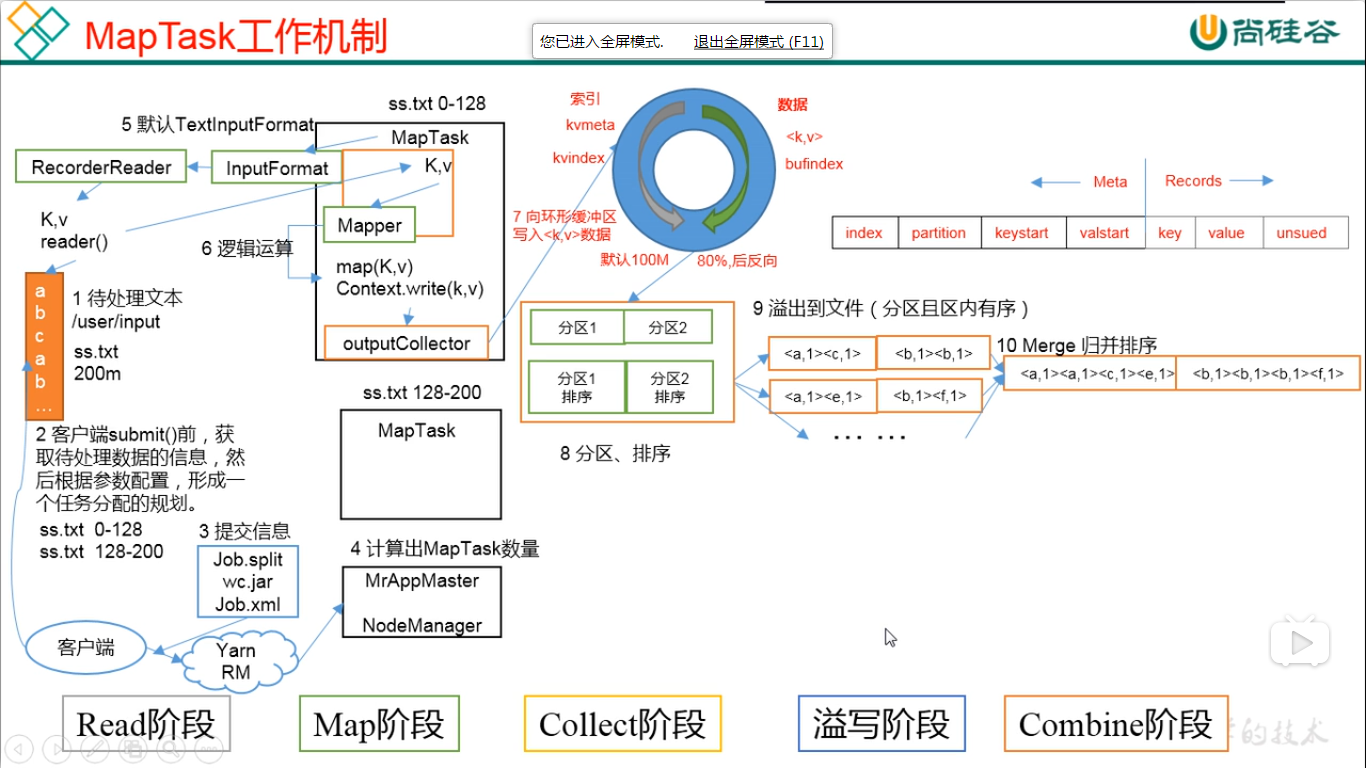 MapTask工作机制
您已进入全屏模式.
退出全屏模式 (F11)
尚硅谷
ss.txt 0-128
5 默认TextInputFormat
MapTask
RecorderReader
InputFormat
K,v
Mapper
K,v
reader()
6 逻辑运算
map(K,v)
Context.write(k,v)
outputCollector
a
b
c
a
b
...
1 待处理文本
/user/input
ss.txt
200m
2 客户端submit()前，获
取待处理数据的信息，然
后根据参数配置，形成一
个任务分配的规划。
ss.txt 0-128
ss.txt 128-200
3 提交信息
Job.split
wc.jar
Job.xml
客户端
Yarn
RM
ss.txt 128-200
MapTask
4 计算出MapTask数量
MrAppMaster
NodeManager
索引
kvmeta
kvindex
数据
<k,v>
bufindex
7 向环形缓冲区
写入<k,v>数据
默认100M
80%,后反向
Meta
Records
index
partition
keystart
valstart
key
value
unsued
分区1
分区2
分区1
排序
分区2
排序
8 分区、排序
9 溢出到文件（分区且区内有序）
<a,1><c,1>
<b,1><b,1>
<a,1><e,1>
<b,1><f,1>
... ...
10 Merge 归并排序
<a,1><a,1><c,1><e,1>
<b,1><b,1><b,1><f,1>
Read阶段
Map阶段
Collect阶段
溢写阶段
Combine阶段
的技术